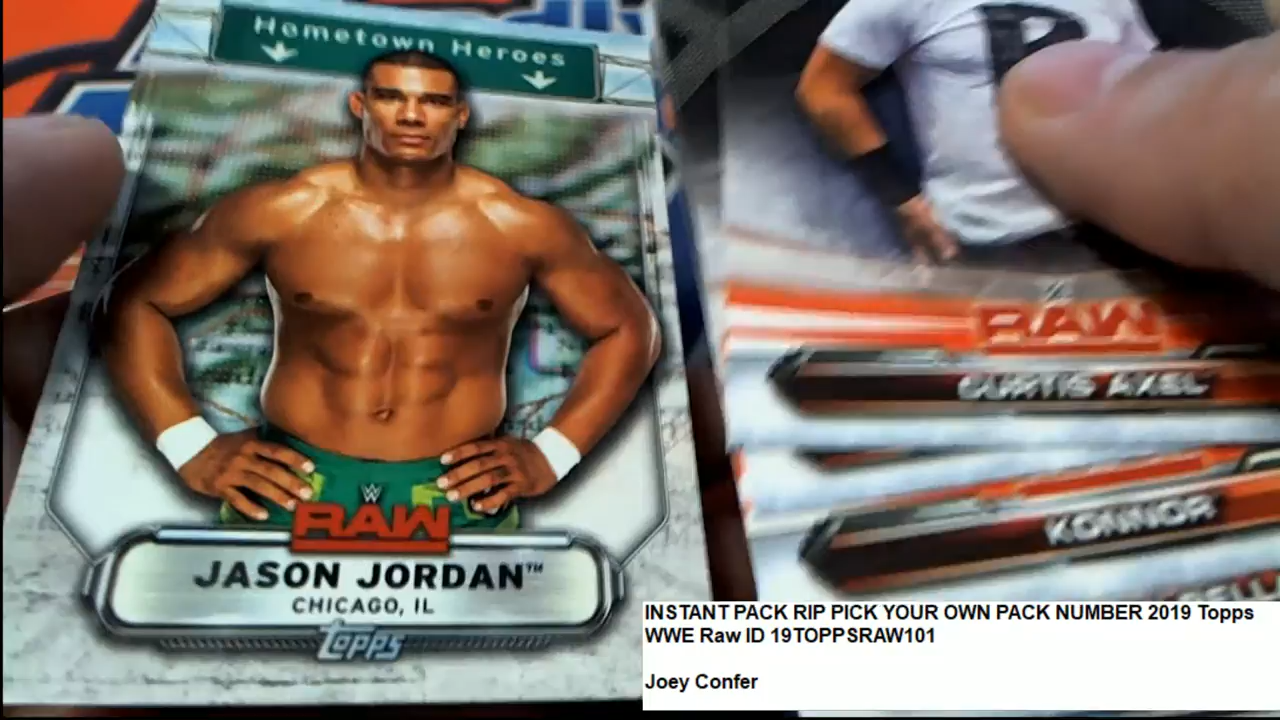 Hometown Heroes
W
RAW
JASON JORDAN™
CHICAGO, IL
topps
RAW
CURTIS AXEL
KONNOR
INSTANT PACK RIP PICK YOUR OWN PACK NUMBER 2019 Topps
WWE Raw ID 19TOPPSRAW101
Joey Confer